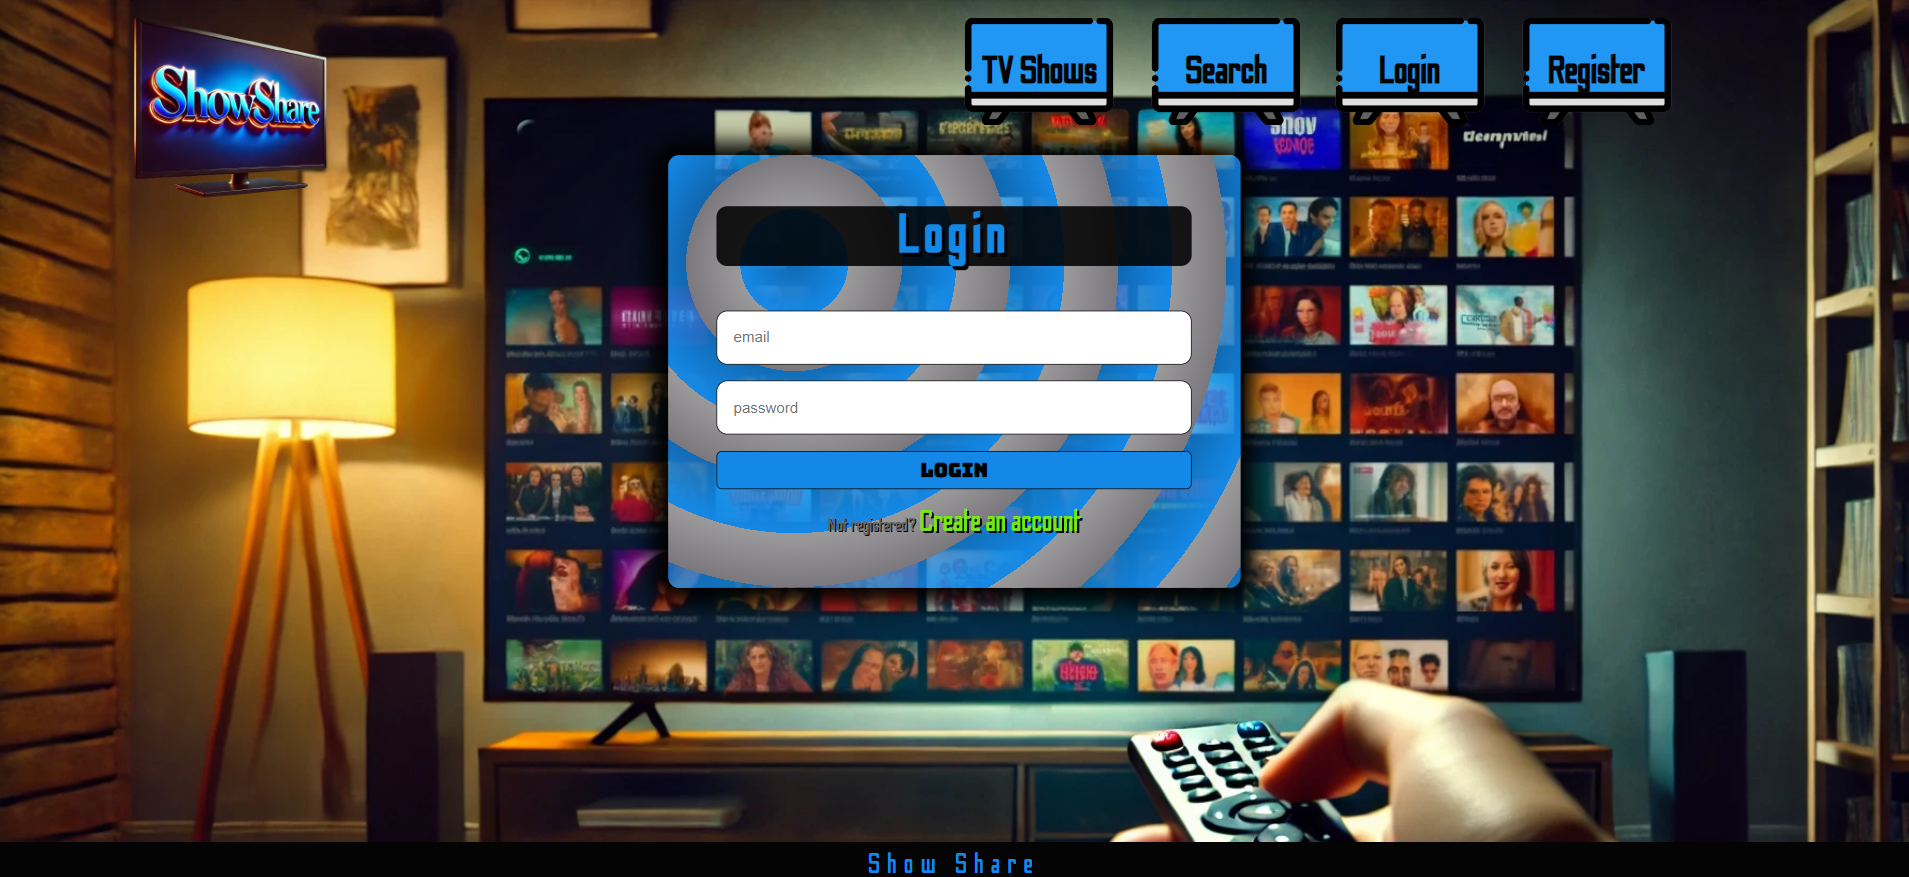 ShowShare
TV Shows
Search
Login
Register
Login
email
password
LOGIN
Not registered? Create an account
Show Share